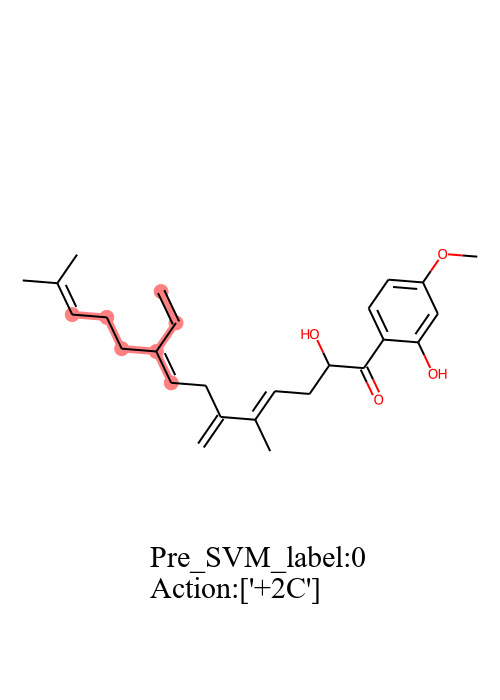 O
HO
OH
O
Pre_SVM_label:0
Action:['+2C']